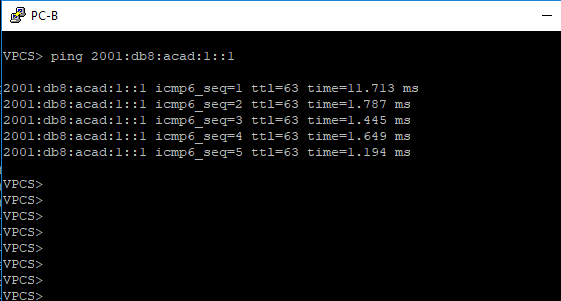 PC-B
VPCS> ping 2001:db8:acad:1::1
2001:db8:acad:1::1 icmp6_seq=1 ttl=63 time=11.713 ms
2001:db8:acad:1::1 icmp6_seq=2 ttl=63 time=1.787 ms
2001:db8:acad:1::1 icmp6_seq=3 ttl=63 time=1.445 ms
2001:db8:acad:1::1 icmp6_seq=4 ttl=63 time=1.649 ms
2001:db8:acad:1::1 icmp6_seq=5 ttl=63 time=1.194 ms
VPCS>
VPCS>
VPCS>
VPCS>
VPCS>
VPCS>
VPCS>
VPCS>